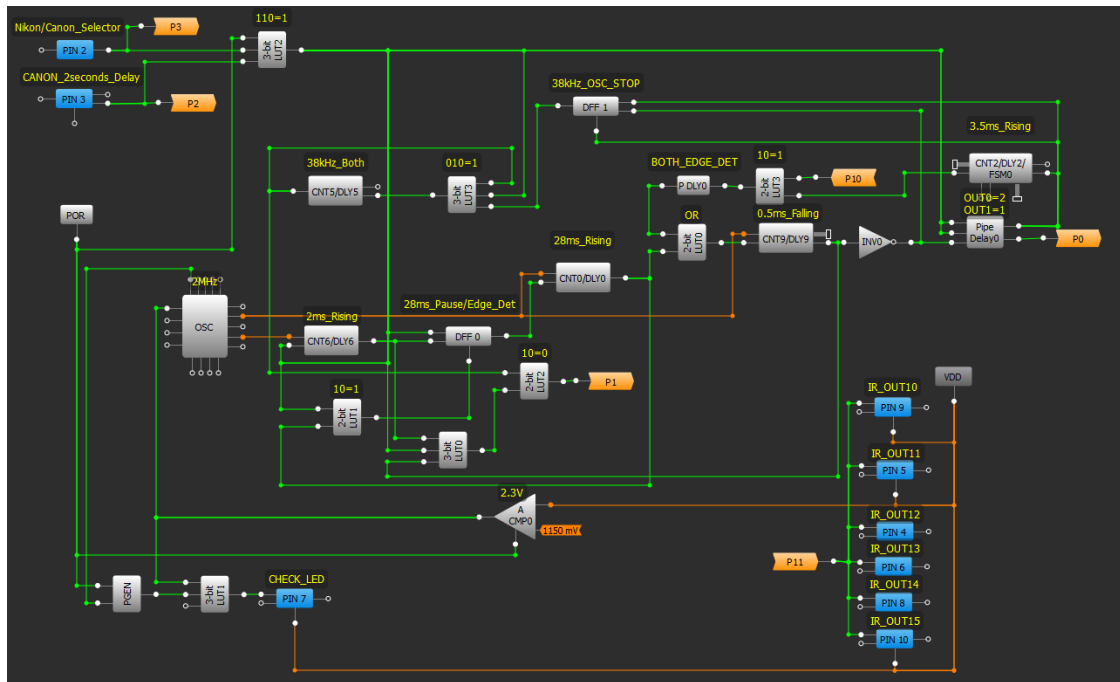 Nikon/Canon_Selector
PIN 2
P3
110=1
3-bit
LUT2
CANON_2seconds_Delay
PIN 3
P2
38kHz_OSC_STOP
DFF 1
3.5ms_Rising
CNT2/DLY2/
FSM0
38kHz_Both
CNT5/DLY5
010=1
3-bit
LUT3
BOTH_EDGE_DET
P DLY0
10=1
2-bit
LUT3
P10
OUT0=2
OUT1=1
Pipe
Delay0
P0
POR
OR
2-bit
LUT0
0.5ms_Falling
CNT9/DLY9
INV0
28ms_Rising
CNT0/DLY0
2MHz
OSC
2ms_Rising
CNT6/DLY6
28ms_Pause/Edge_Det
DFF 0
10=0
2-bit
LUT2
P1
10=1
2-bit
LUT1
3-bit
LUT0
VDD
IR_OUT10
PIN 9
IR_OUT11
PIN 5
2.3V
A
CMP0
1150 mV
IR_OUT12
PIN 4
IR_OUT13
PIN 6
P11
IR_OUT14
PIN 8
IR_OUT15
PIN 10
PGEN
3-bit
LUT1
CHECK_LED
PIN 7